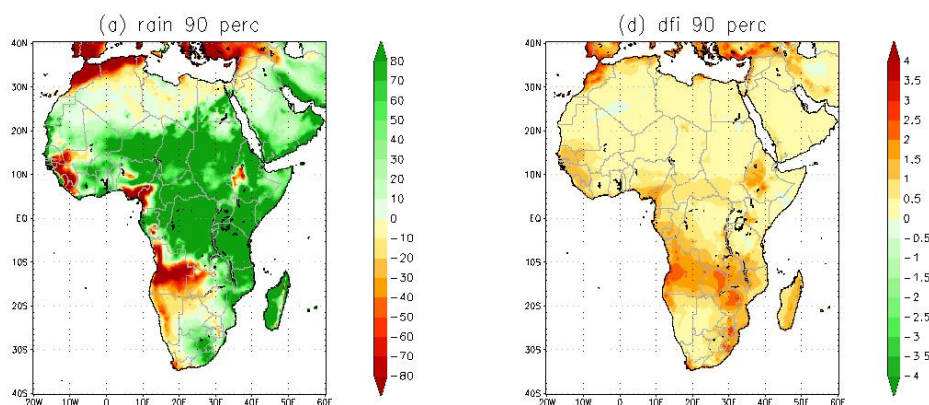 (a) rain 90 perc
40N
30N
20N
10N
EQ
10S
20S
30S
40S
20W 10W 0 10E 20E 30E 40E 50E 60E
80
70
60
50
40
30
20
10
0
-10
-20
-30
-40
-50
-60
-70
-80
(d) dfi 90 perc
40N
30N
20N
10N
EQ
10S
20S
30S
40S
20W 10W 0 10E 20E 30E 40E 50E 60E
4
3.5
3
2.5
2
1.5
1
0.5
0
-0.5
-1
-1.5
-2
-2.5
-3
-3.5
-4